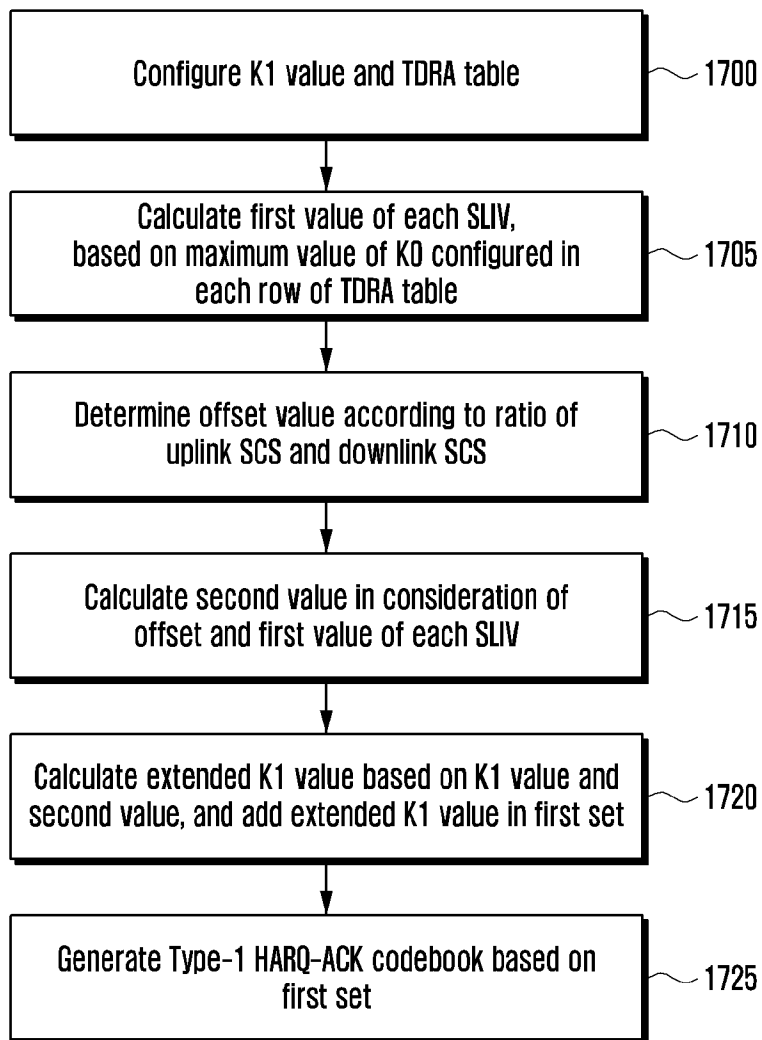 Configure K1 value and TDRA table
1700
Calculate first value of each SLIV,
based on maximum value of K0 configured in
each row of TDRA table
1705
Determine offset value according to ratio of
uplink SCS and downlink SCS
1710
Calculate second value in consideration of
offset and first value of each SLIV
1715
Calculate extended K1 value based on K1 value and
second value, and add extended K1 value in first set
1720
Generate Type-1 HARQ-ACK codebook based on
first set
1725